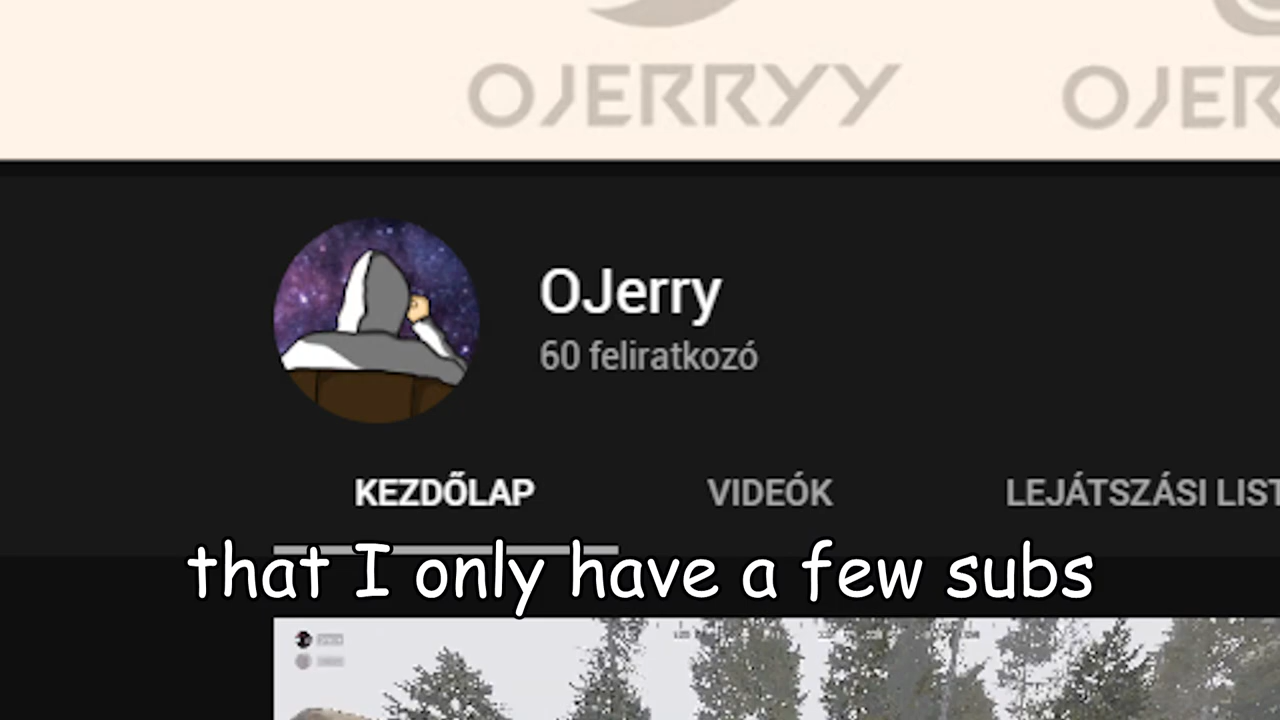 OJERRYY OJER
OJerry
60 feliratkozó
KEZDŐLAP VIDEÓK LEJÁTSZÁSI LIST
that I only have a few subs